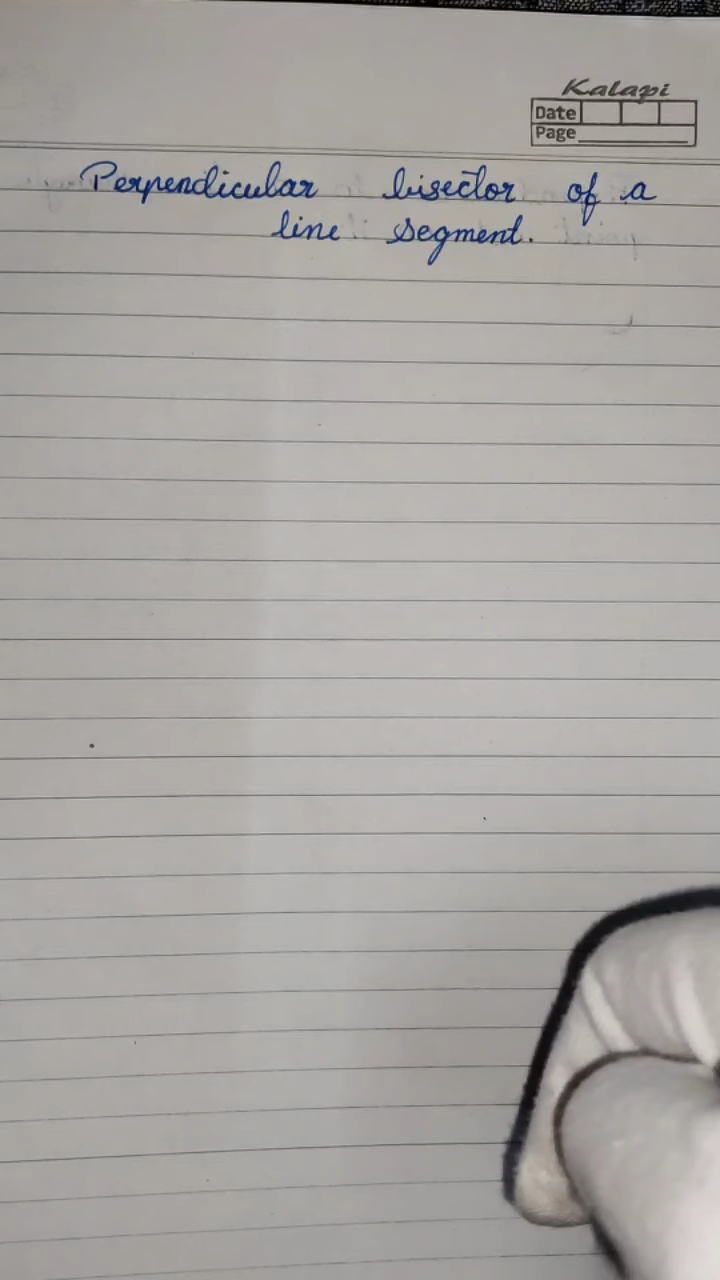 Kalapi
Date
Page
Perpendicular bisector of a
line segment.